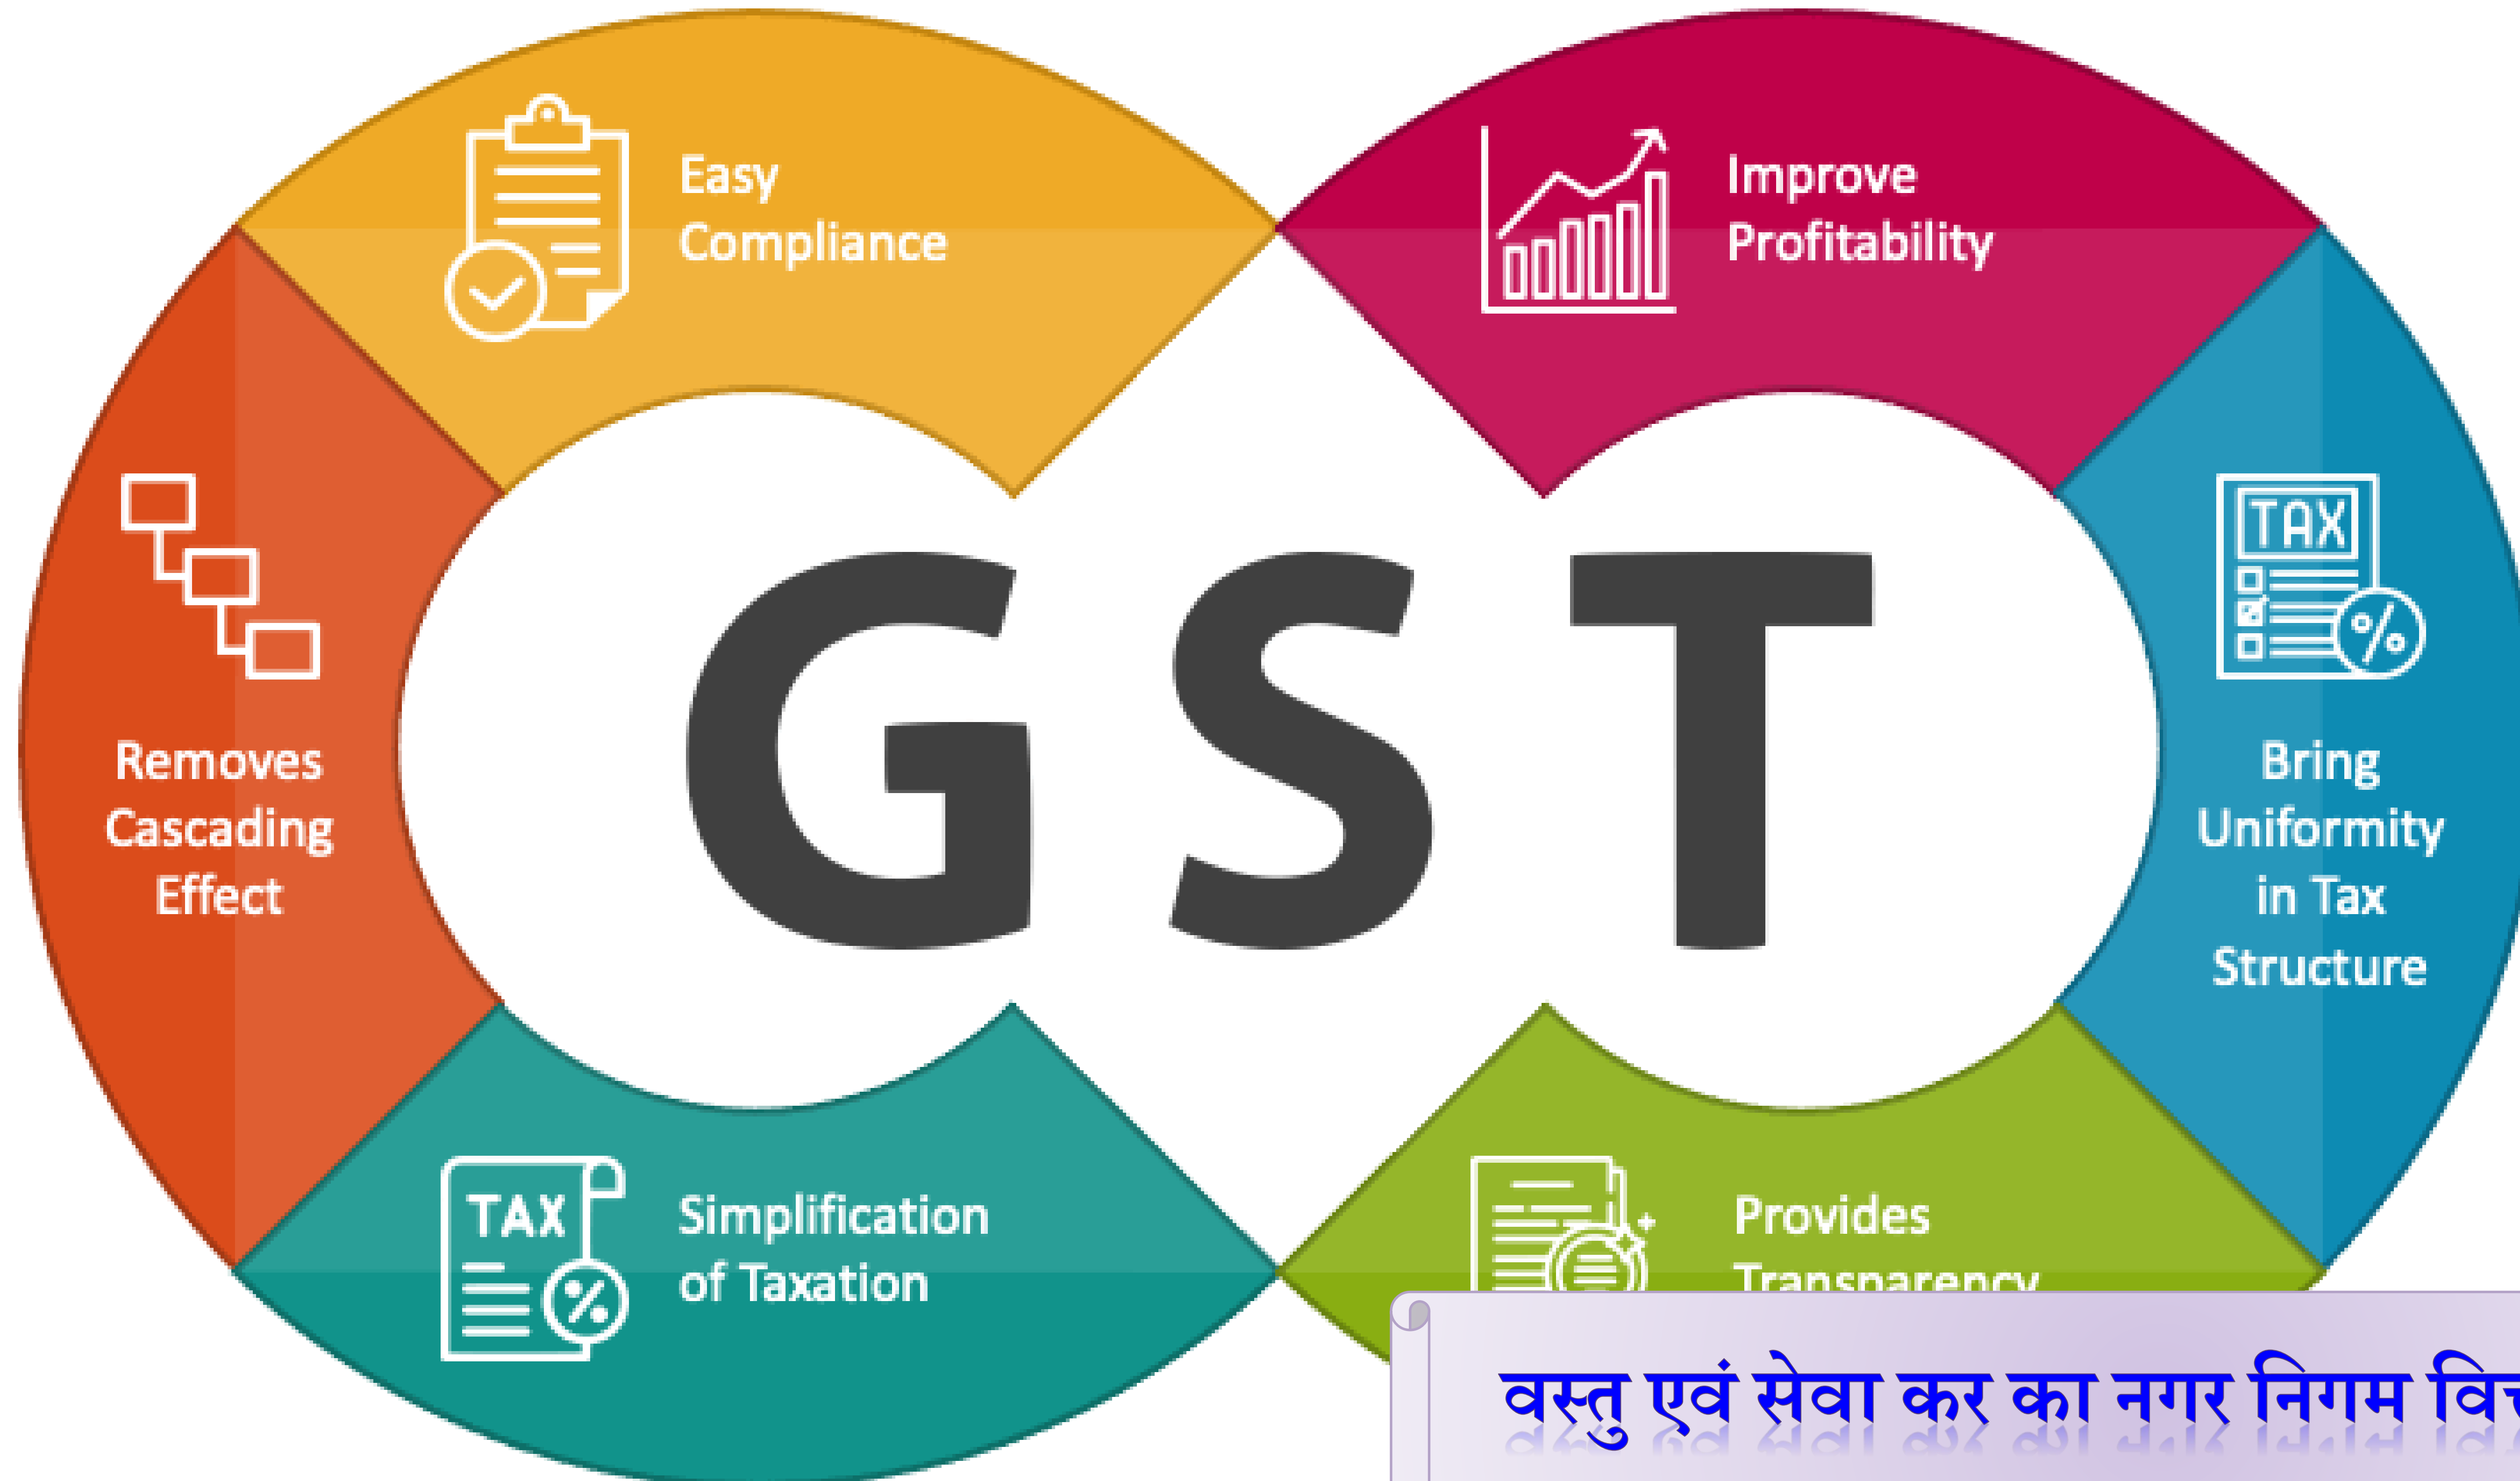 Easy
Compliance
Improve
Profitability
TAX
Removes
Cascading
Effect
GST
Bring
Uniformity
in Tax
Structure
TAX
Simplification
of Taxation
Provides
Transparency
वस्तु एवं सेवा कर का नगर निगम